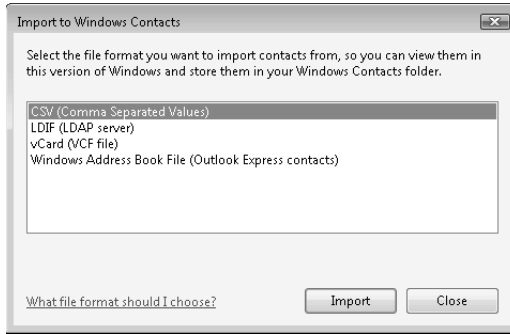 Import to Windows Contacts
Select the file format you want to import contacts from, so you can view them in
this version of Windows and store them in your Windows Contacts folder.
CSV (Comma Separated Values)
LDIF (LDAP server)
vCard (VCF file)
Windows Address Book File (Outlook Express contacts)
What file format should I choose?
Import
Close